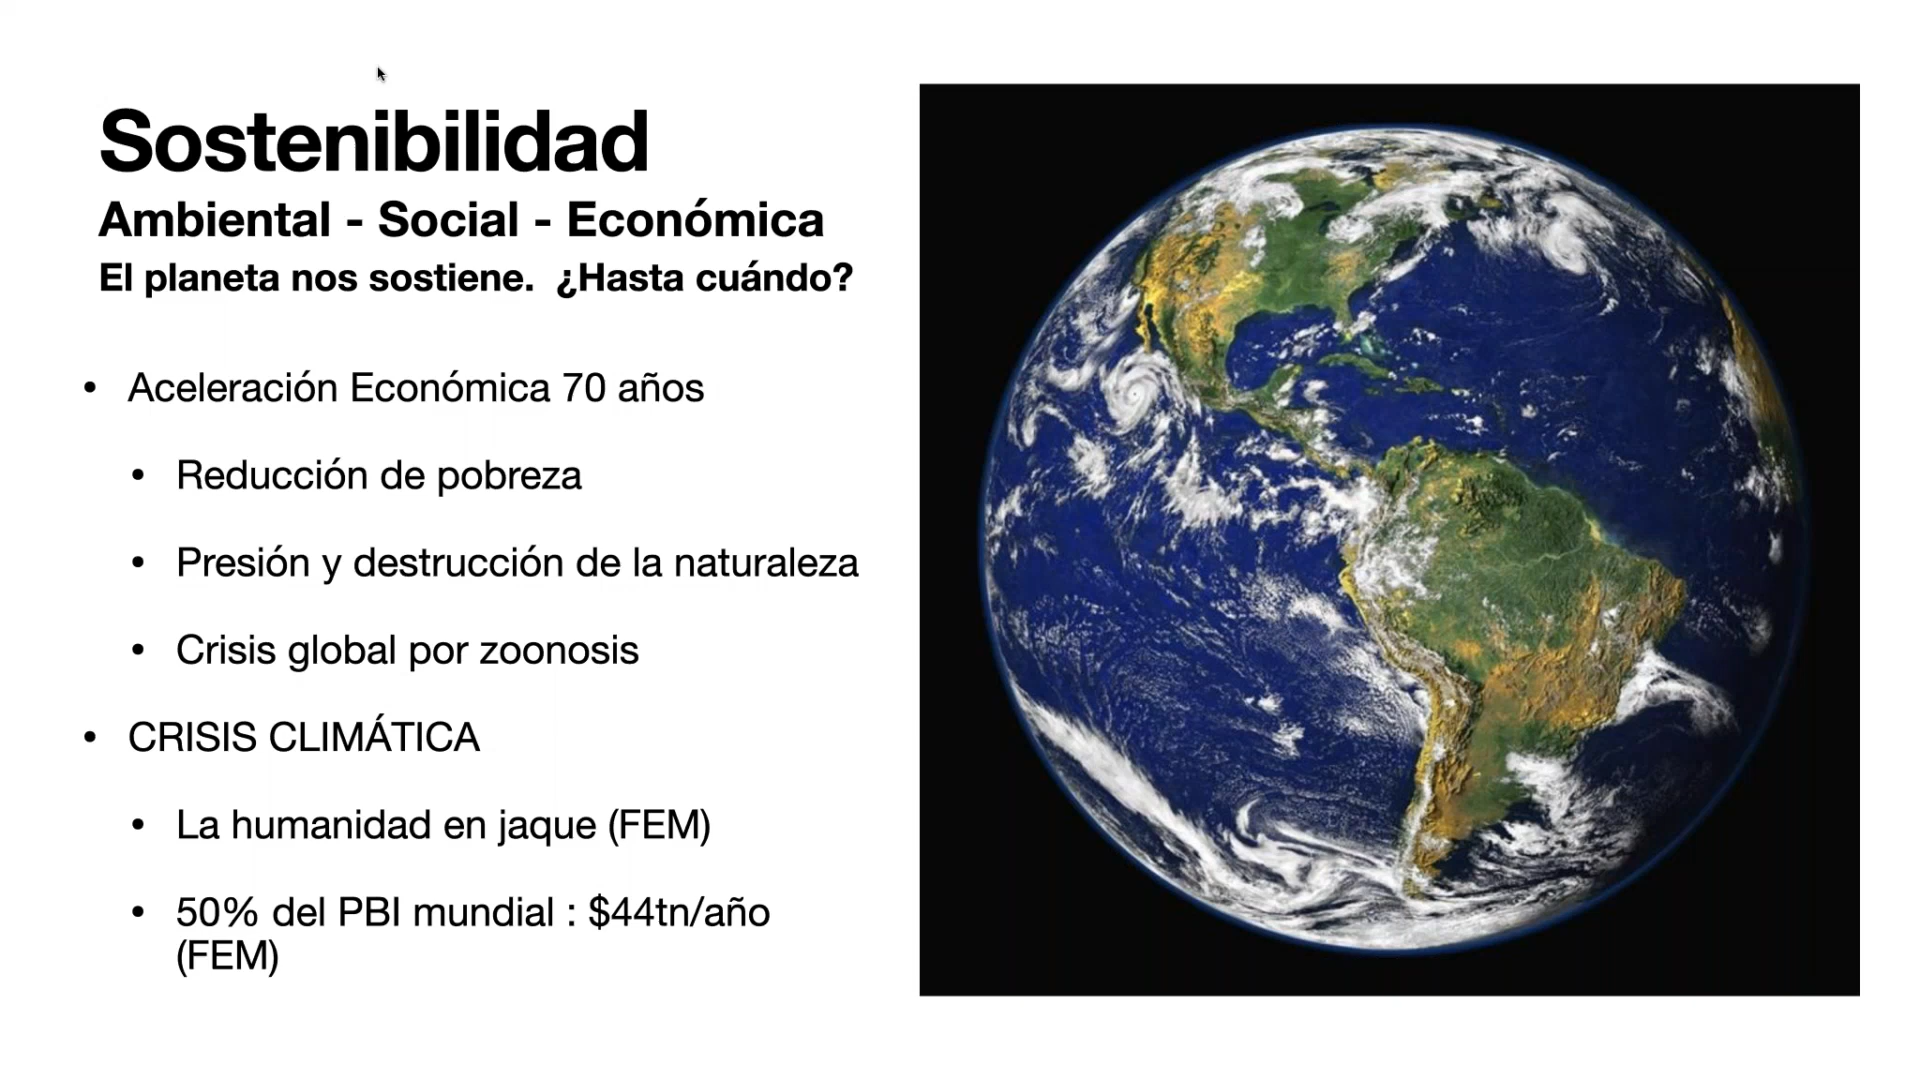 Sostenibilidad
Ambiental - Social - Económica
El planeta nos sostiene.  ¿Hasta cuándo?
• Aceleración Económica 70 años
• Reducción de pobreza
• Presión y destrucción de la naturaleza
• Crisis global por zoonosis
• CRISIS CLIMÁTICA
• La humanidad en jaque (FEM)
• 50% del PBI mundial : $44tn/año
(FEM)